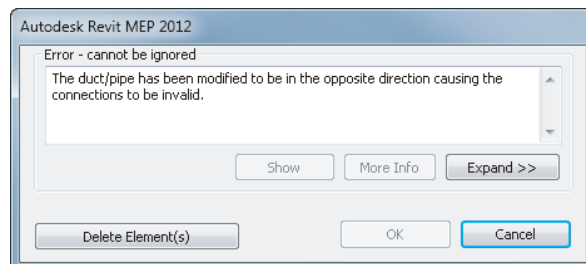 Autodesk Revit MEP 2012
Error - cannot be ignored
The duct/pipe has been modified to be in the opposite direction causing the
connections to be invalid.
Show More Info Expand >>
Delete Element(s) OK Cancel